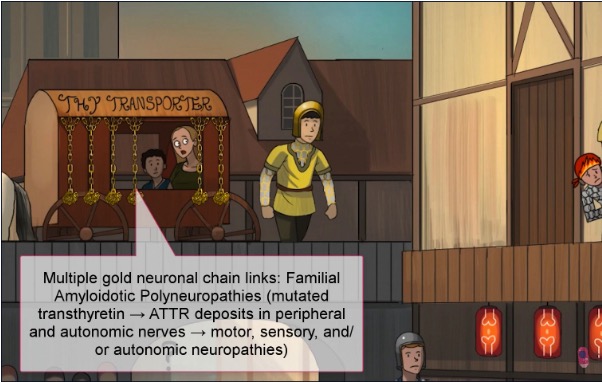 THY TRANSPORTER
Multiple gold neuronal chain links: Familial
Amyloidotic Polyneuropathies (mutated
transthyretin → ATTR deposits in peripheral
and autonomic nerves → motor, sensory, and/
or autonomic neuropathies)